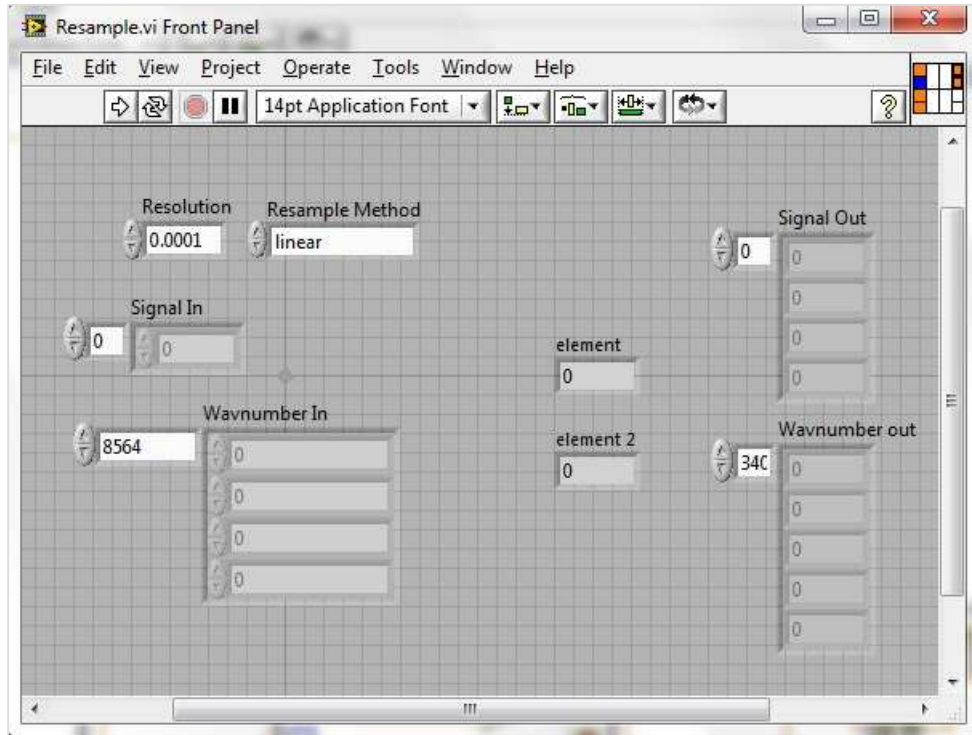 Resample.vi Front Panel
File Edit View Project Operate Tools Window Help
14pt Application Font
Resolution
0.0001
Resample Method
linear
Signal In
0
0
Wavnumber In
8564
0
0
0
0
element
0
element 2
0
Signal Out
0
0
0
0
0
Wavnumber out
340
0
0
0
0
0